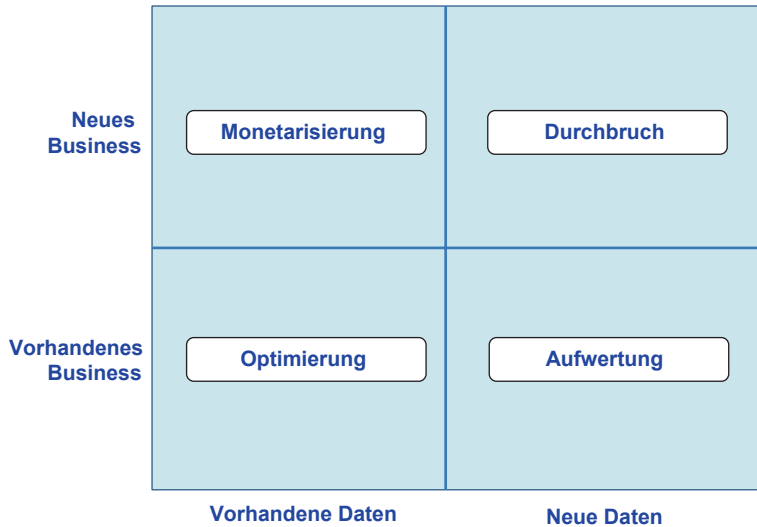 Neues
Business
Monetarisierung
Durchbruch
Vorhandenes
Business
Optimierung
Aufwertung
Vorhandene Daten
Neue Daten